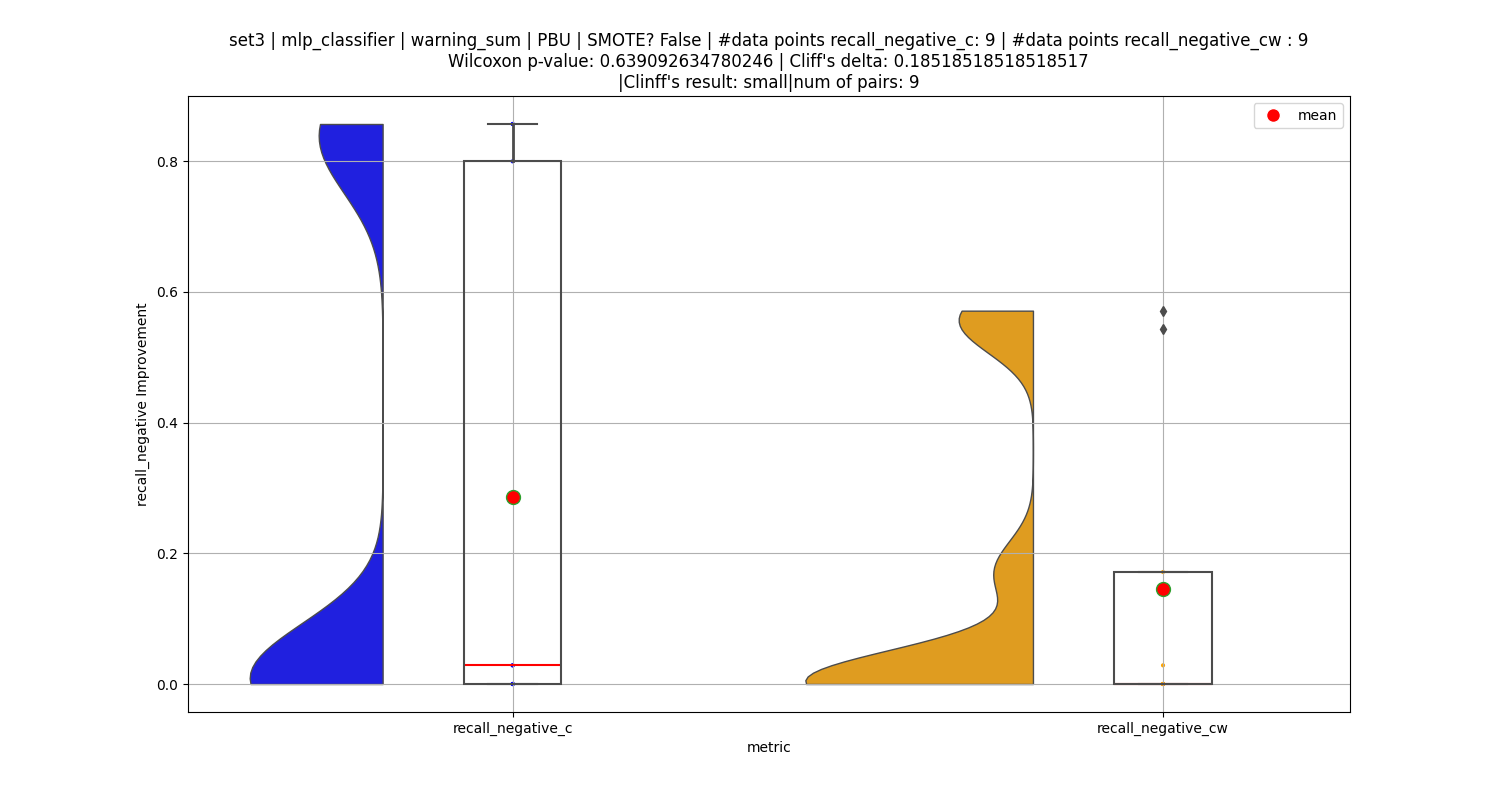 set3 | mlp_classifier | warning_sum | PBU | SMOTE? False | #data points recall_negative_c: 9 | #data points recall_negative_cw : 9
Wilcoxon p-value: 0.639092634780246 | Cliff's delta: 0.18518518518518517
|Clinff's result: small|num of pairs: 9
mean
0.8
0.6
0.4
0.2
0.0
recall_negative Improvement
recall_negative_c
recall_negative_cw
metric